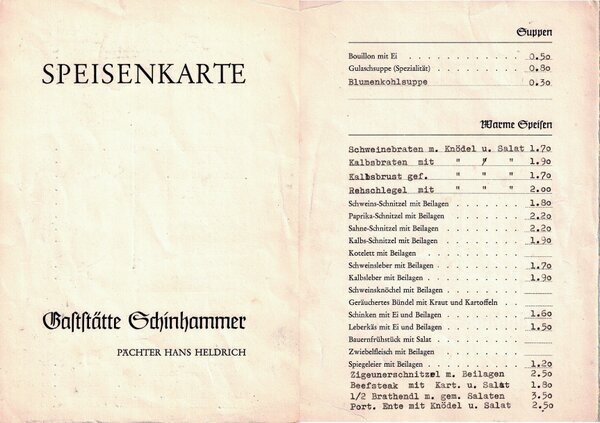 SPEISENKARTE
Gaststätte Schinhammer
PÄCHTER HANS HELDRICH
Suppen
Bouillon mit Ei . . . . . . . . . . 0.50
Gulaschsuppe (Spezialität) . . . . . . . 0.80
Blumenkohlsuppe 0.30
Warme Speisen
Schweinebraten m. Knödel u. Salat 1.70
Kalbsbraten mit " " " 1.90
Kalbsbrust gef. " " " 1.70
Rehschlegel mit " " " 2.00
Schweins-Schnitzel mit Beilagen . . . . . 1.80
Paprika-Schnitzel mit Beilagen . . . . . . 2.20
Sahne-Schnitzel mit Beilagen . . . . . . 2.20
Kalbs-Schnitzel mit Beilagen . . . . . . 1.90
Kotelett mit Beilagen . . . . . . . .
Schweinsleber mit Beilagen . . . . . . 1.70
Kalbsleber mit Beilagen . . . . . . . 1.90
Schweinsknöchel mit Beilagen . . . . .
Geräuchertes Bündel mit Kraut und Kartoffeln . .
Schinken mit Ei und Beilagen . . . . . . 1.60
Leberkäs mit Ei und Beilagen . . . . . . 1.50
Bauernfrühstück mit Salat . . . . . . .
Zwiebelfleisch mit Beilagen . . . . . . .
Spiegeleier mit Beilagen . . . . . . . 1.20
Zigeunerschnitzel m. Beilagen 2.50
Beefsteak mit Kart. u. Salat 1.80
1/2 Brathendl m. gem. Salaten 3.50
Port. Ente mit Knödel u. Salat 2.50